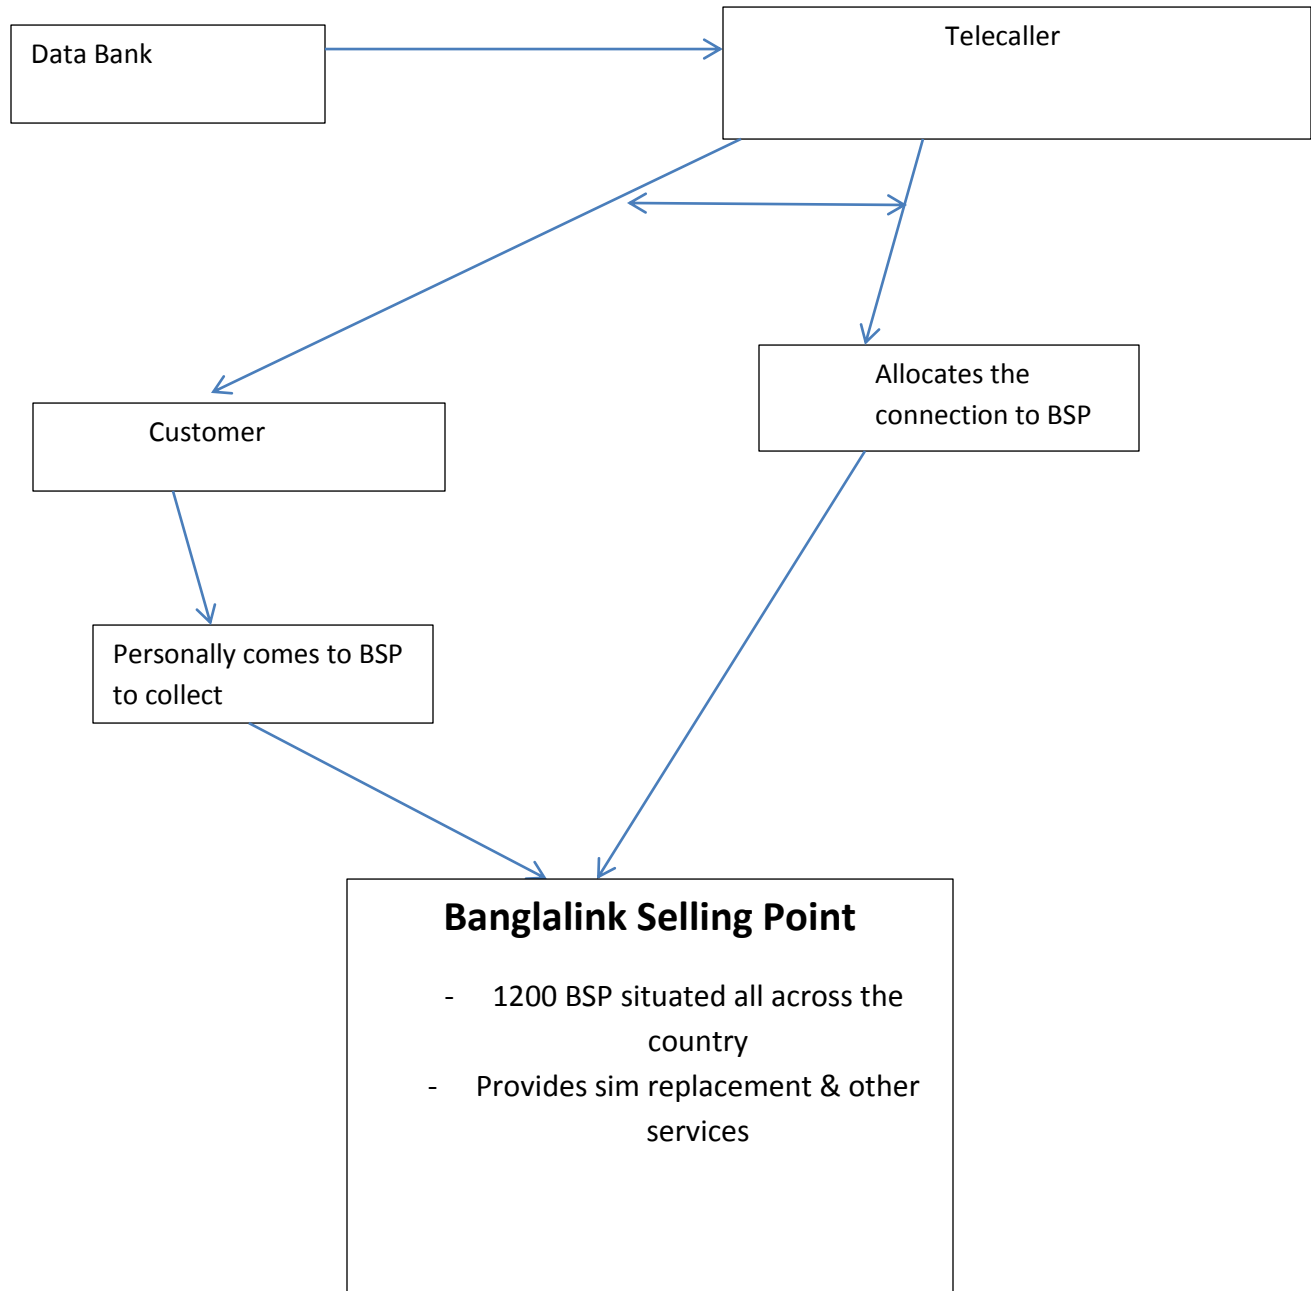 Data Bank
Telecaller
Customer
Allocates the
connection to BSP
Personally comes to BSP
to collect
Banglalink Selling Point
- 1200 BSP situated all across the
country
- Provides sim replacement & other
services